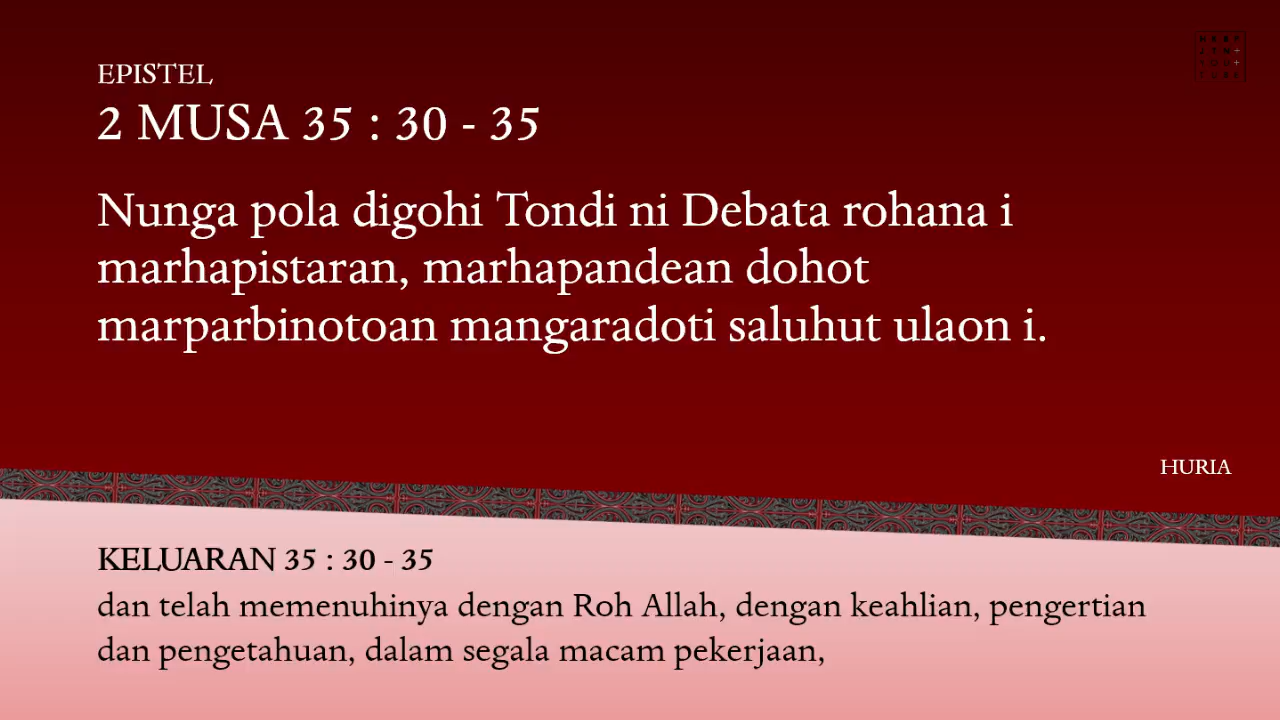 EPISTEL
2 MUSA 35 : 30 - 35
Nunga pola digohi Tondi ni Debata rohana i
marhapistaran, marhapandean dohot
marparbinotoan mangaradoti saluhut ulaon i.
HURIA
KELUARAN 35 : 30 - 35
dan telah memenuhinya dengan Roh Allah, dengan keahlian, pengertian
dan pengetahuan, dalam segala macam pekerjaan,